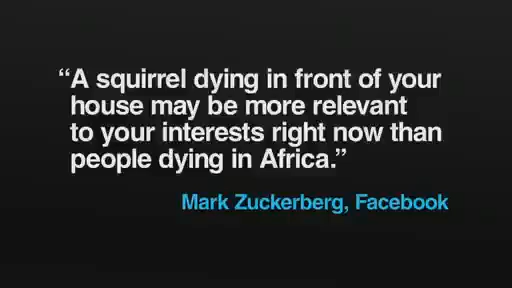 “A squirrel dying in front of your
house may be more relevant
to your interests right now than
people dying in Africa.”
Mark Zuckerberg, Facebook